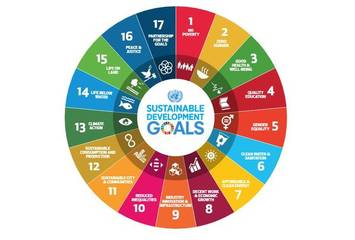 SUSTAINABLE
DEVELOPMENT
GOALS
1
NO
POVERTY
2
ZERO
HUNGER
3
GOOD HEALTH &
WELL-BEING
4
QUALITY
EDUCATION
5
GENDER
EQUALITY
6
CLEAN WATER &
SANITATION
7
AFFORDABLE &
CLEAN ENERGY
8
DECENT WORK &
ECONOMIC
GROWTH
9
INDUSTRY
INNOVATION &
INFRASTRUCTURE
10
REDUCED
INEQUALITIES
11
SUSTAINABLE CITY
& COMMUNITIES
12
SUSTAINABLE
CONSUMPTION AND
PRODUCTION
13
CLIMATE
ACTION
14
LIFE BELOW
WATER
15
LIFE ON
LAND
16
PEACE &
JUSTICE
17
PARTNERSHIP
FOR THE
GOALS